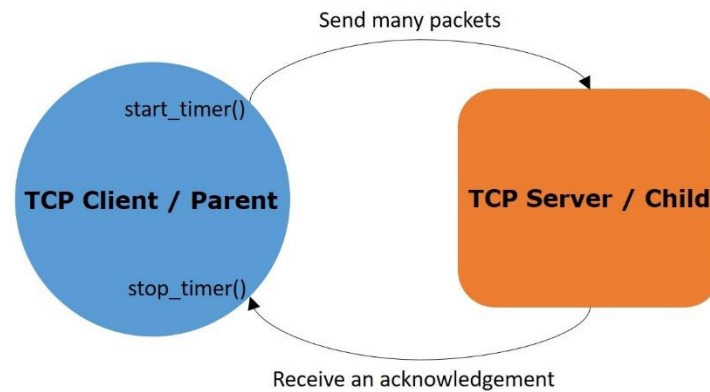 Send many packets
start_timer()
TCP Client / Parent
TCP Server / Child
stop_timer()
Receive an acknowledgement